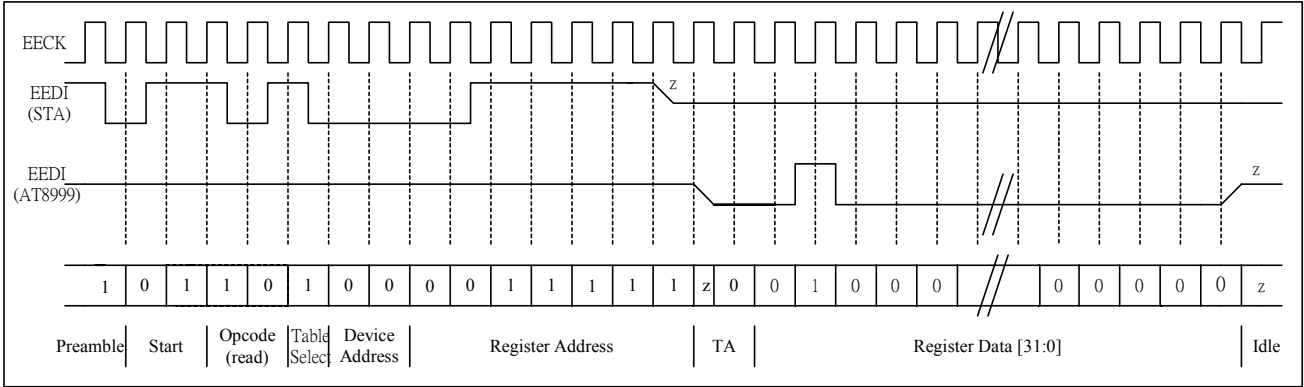 EECK
EEDI
(STA)
z
EEDI
(AT8999)
z
1 0 1 1 0 1 0 0 0 0 1 1 1 1 1 z 0 0 1 0 0 0 0 0 0 0 0 z
Preamble Start Opcode (read) Table Select Device Address Register Address TA Register Data [31:0] Idle